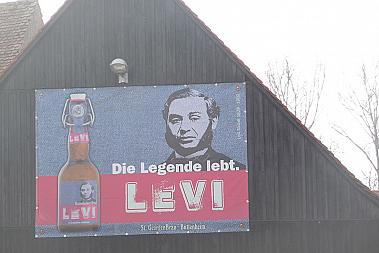 LEVI
Die Legende lebt.
LEVI
LEVI
St. GeorgenBräu - Buttenheim